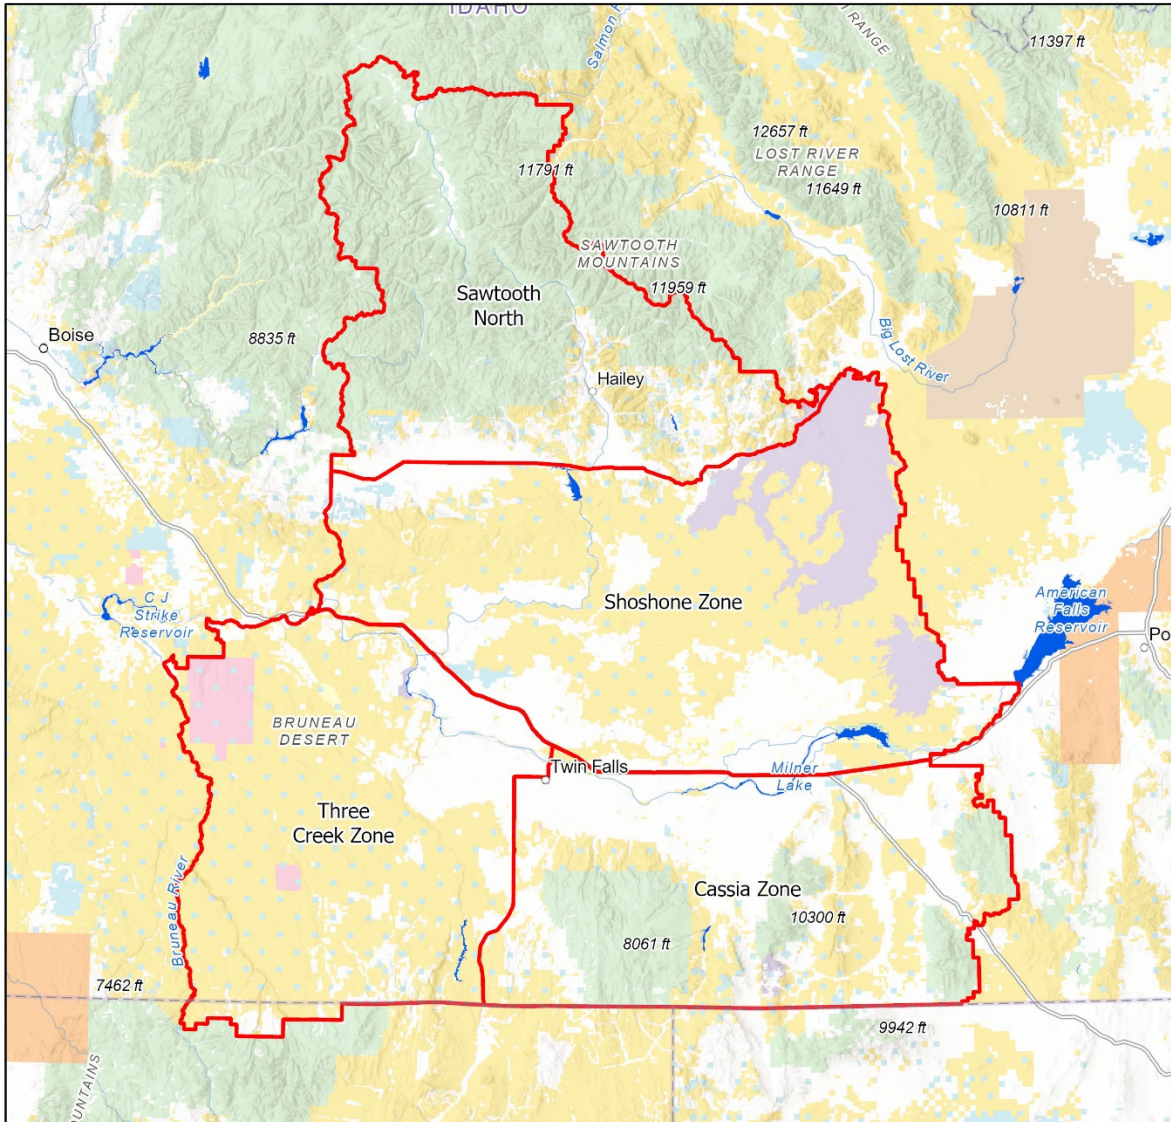 IDAHO
Salmon
RANGE
11397 ft
12657 ft
LOST RIVER
RANGE
11649 ft
11791 ft
10811 ft
SAWTOOTH
MOUNTAINS
11959 ft
Sawtooth
North
Boise
8835 ft
Big Lost River
Hailey
C J
Strike
Reservoir
Shoshone Zone
American
Falls
Reservoir
Po
BRUNEAU
DESERT
Twin Falls
Milner
Lake
Three
Creek Zone
Bruneau River
Cassia Zone
10300 ft
8061 ft
7462 ft
9942 ft
OUNTAINS